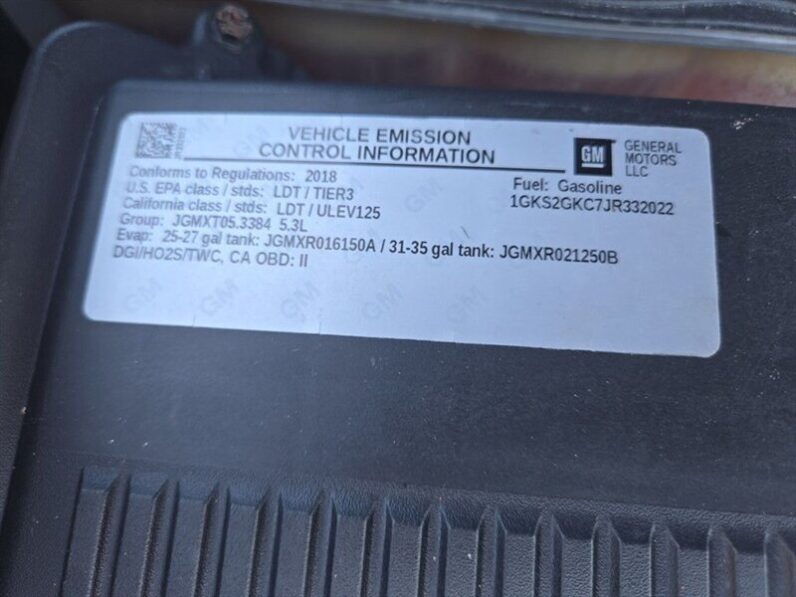 VEHICLE EMISSION
CONTROL INFORMATION
GM
GENERAL
MOTORS
LLC
Conforms to Regulations: 2018
U.S. EPA class / stds: LDT / TIER3
California class / stds: LDT / ULEV125
Group: JGMXT05.3384 5.3L
Evap: 25-27 gal tank: JGMXR016150A / 31-35 gal tank: JGMXR021250B
DGI/HO2S/TWC, CA OBD: II
Fuel: Gasoline
1GKS2GKC7JR332022